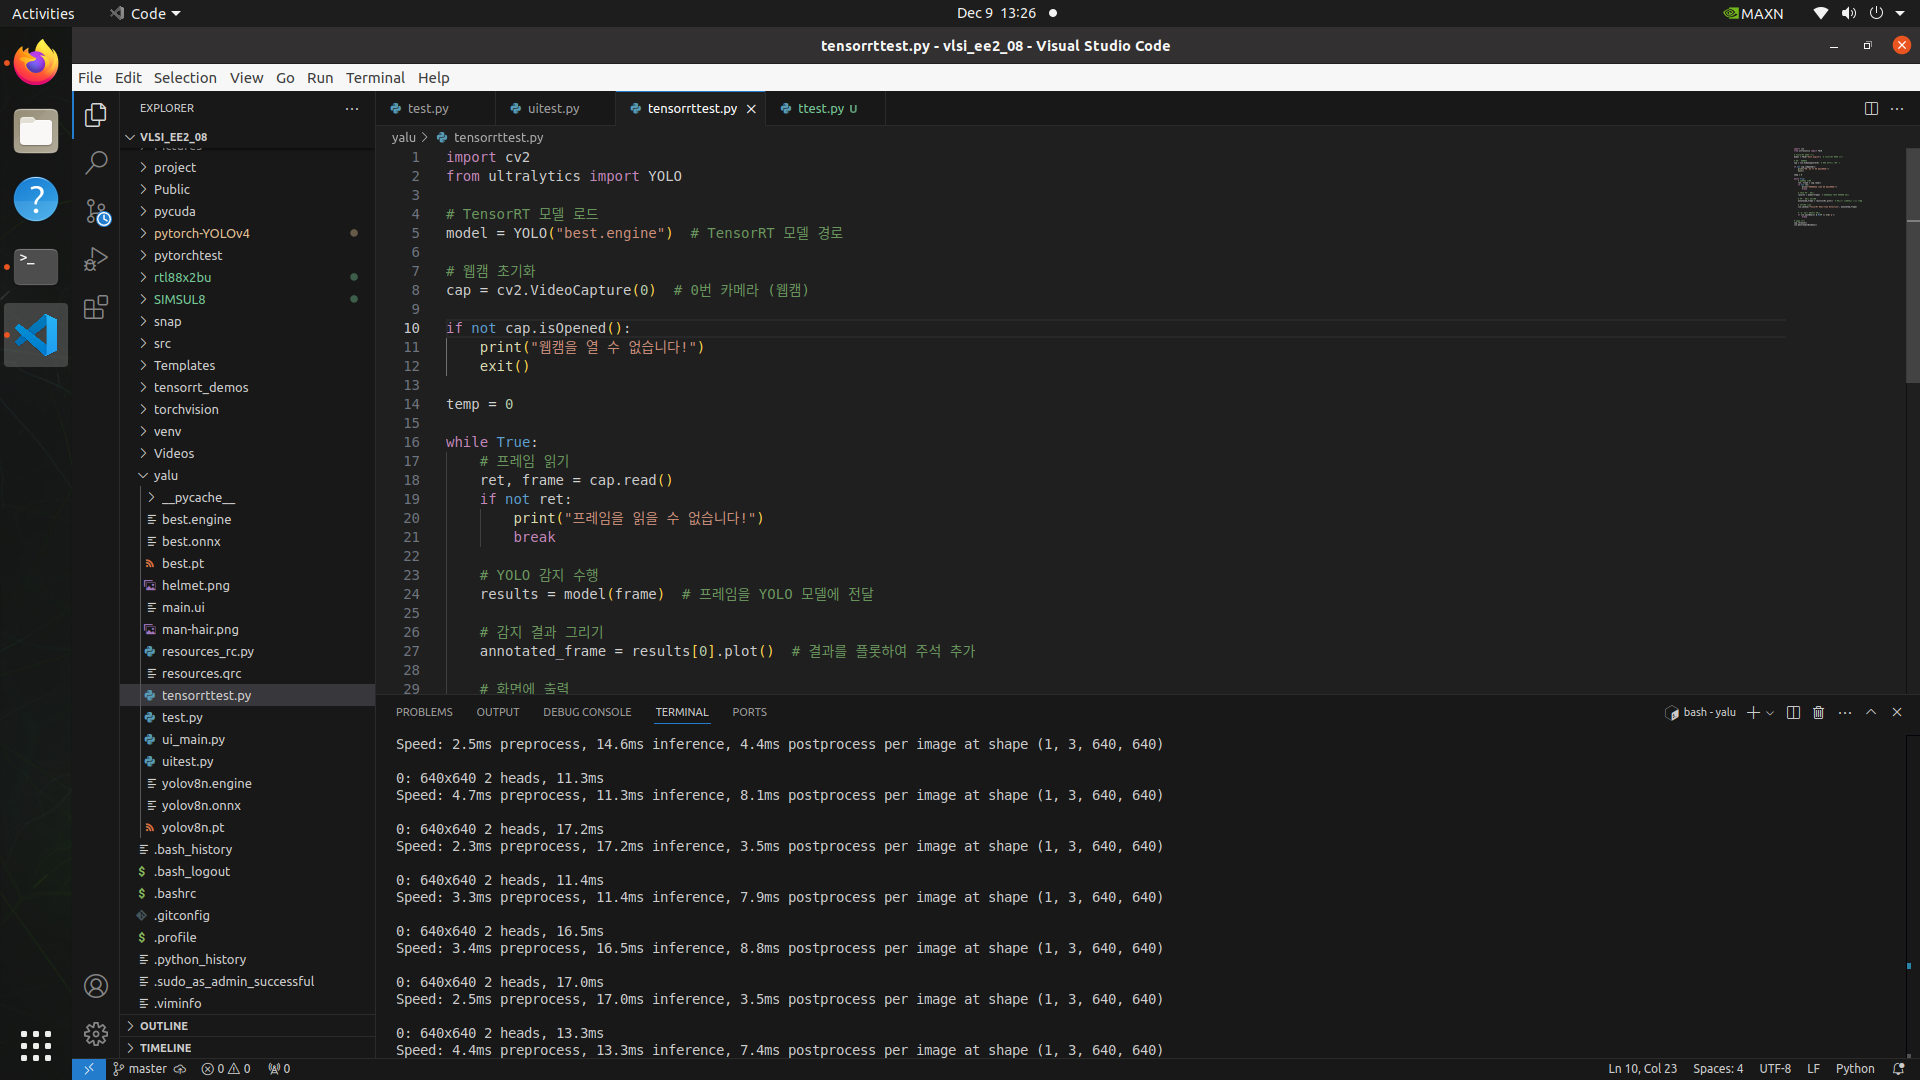 Activities
Code
Dec 9 13:26
MAXN
tensorrttest.py - vlsi_ee2_08 - Visual Studio Code
File Edit Selection View Go Run Terminal Help
EXPLORER
VLSI_EE2_08
Pictures
project
Public
pycuda
pytorch-YOLOv4
pytorchtest
rtl88x2bu
SIMSUL8
snap
src
Templates
tensorrt_demos
torchvision
venv
Videos
yalu
__pycache__
best.engine
best.onnx
best.pt
helmet.png
main.ui
man-hair.png
resources_rc.py
resources.qrc
tensorrttest.py
test.py
ui_main.py
uitest.py
yolov8n.engine
yolov8n.onnx
yolov8n.pt
.bash_history
.bash_logout
.bashrc
.gitconfig
.profile
.python_history
.sudo_as_admin_successful
.viminfo
OUTLINE
TIMELINE
test.py uitest.py tensorrttest.py ttest.py U
yalu > tensorrttest.py
1 import cv2
2 from ultralytics import YOLO
3
4 # TensorRT 모델 로드
5 model = YOLO("best.engine")  # TensorRT 모델 경로
6
7 # 웹캠 초기화
8 cap = cv2.VideoCapture(0)  # 0번 카메라 (웹캠)
9
10 if not cap.isOpened():
11     print("웹캠을 열 수 없습니다!")
12     exit()
13
14 temp = 0
15
16 while True:
17     # 프레임 읽기
18     ret, frame = cap.read()
19     if not ret:
20         print("프레임을 읽을 수 없습니다!")
21         break
22
23     # YOLO 감지 수행
24     results = model(frame)  # 프레임을 YOLO 모델에 전달
25
26     # 감지 결과 그리기
27     annotated_frame = results[0].plot()  # 결과를 플롯하여 주석 추가
28
29     # 화면에 출력
PROBLEMS OUTPUT DEBUG CONSOLE TERMINAL PORTS
bash - yalu
Speed: 2.5ms preprocess, 14.6ms inference, 4.4ms postprocess per image at shape (1, 3, 640, 640)
0: 640x640 2 heads, 11.3ms
Speed: 4.7ms preprocess, 11.3ms inference, 8.1ms postprocess per image at shape (1, 3, 640, 640)
0: 640x640 2 heads, 17.2ms
Speed: 2.3ms preprocess, 17.2ms inference, 3.5ms postprocess per image at shape (1, 3, 640, 640)
0: 640x640 2 heads, 11.4ms
Speed: 3.3ms preprocess, 11.4ms inference, 7.9ms postprocess per image at shape (1, 3, 640, 640)
0: 640x640 2 heads, 16.5ms
Speed: 3.4ms preprocess, 16.5ms inference, 8.8ms postprocess per image at shape (1, 3, 640, 640)
0: 640x640 2 heads, 17.0ms
Speed: 2.5ms preprocess, 17.0ms inference, 3.5ms postprocess per image at shape (1, 3, 640, 640)
0: 640x640 2 heads, 13.3ms
Speed: 4.4ms preprocess, 13.3ms inference, 7.4ms postprocess per image at shape (1, 3, 640, 640)
master 0 0 0
Ln 10, Col 23 Spaces: 4 UTF-8 LF Python